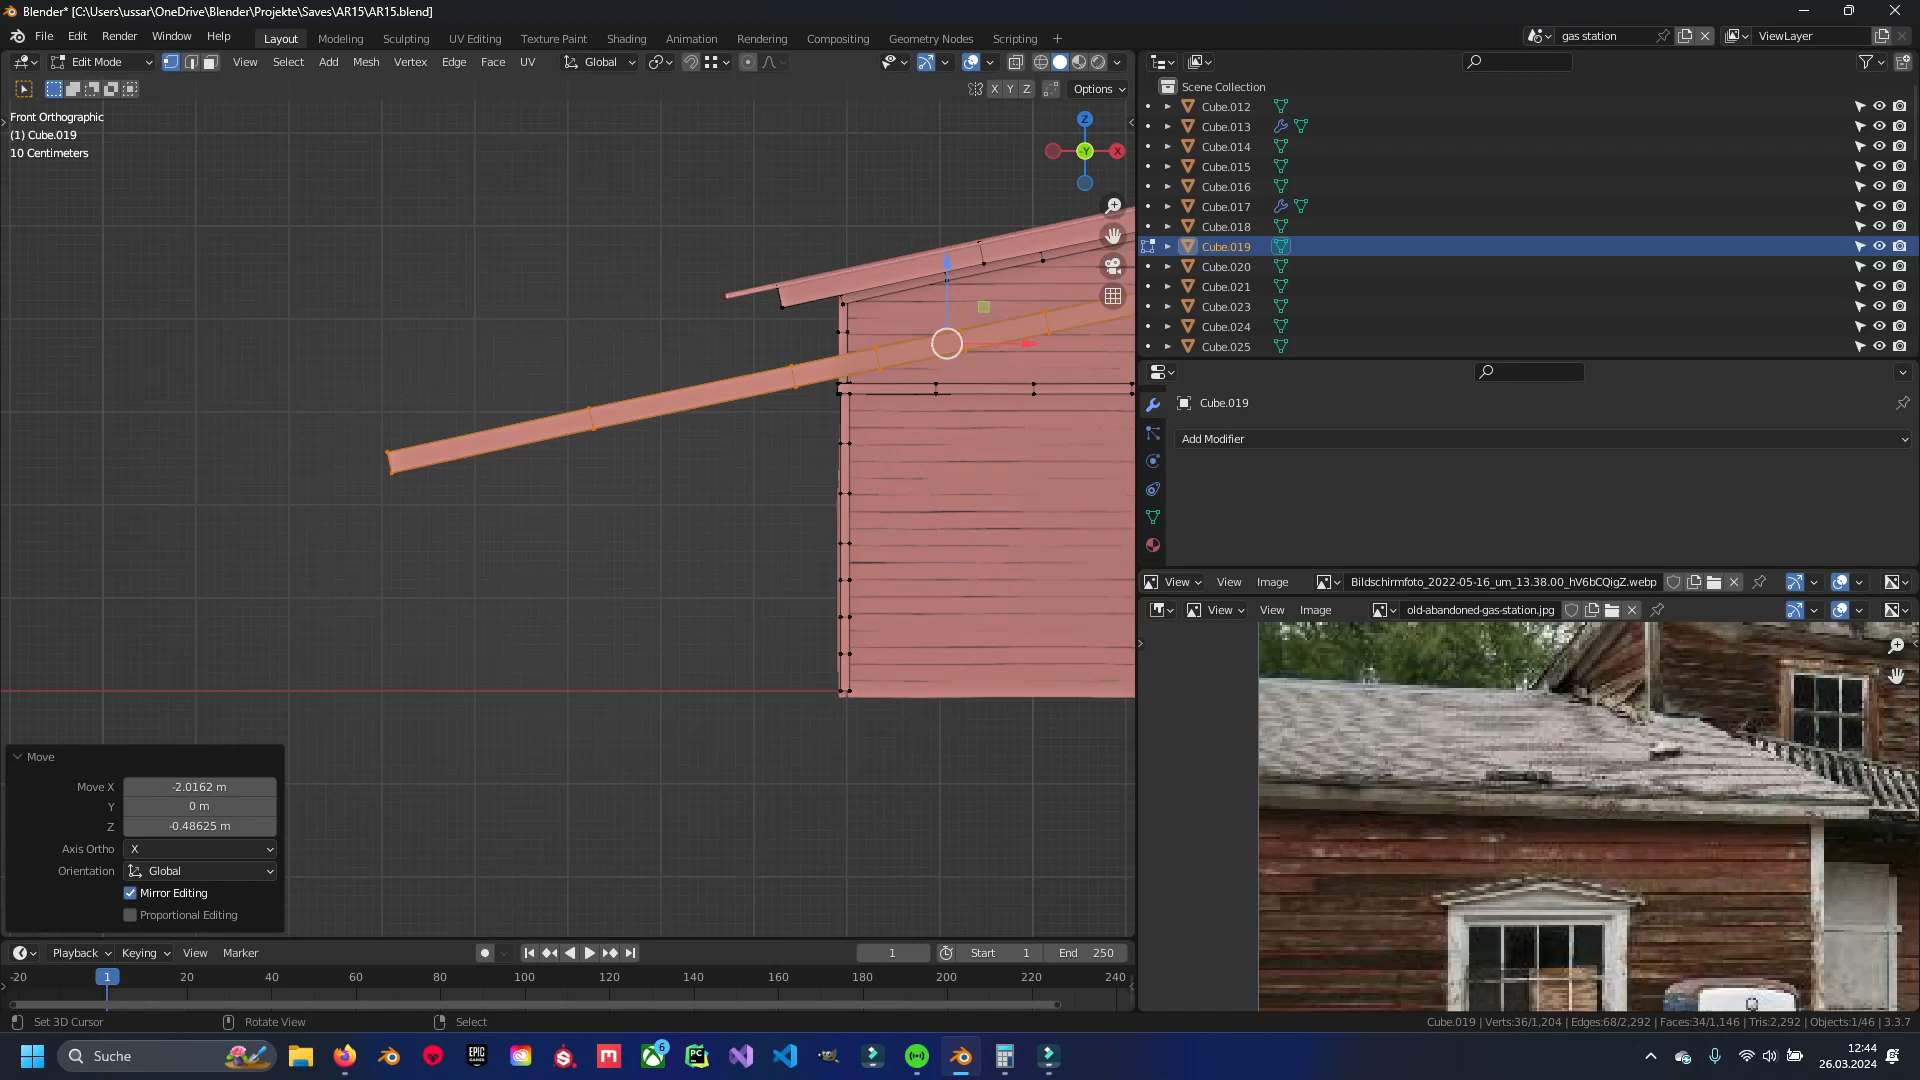 Blender* [C:\Users\ussar\OneDrive\Blender\Projekte\Saves\AR15\AR15.blend]
File Edit Render Window Help Layout Modeling Sculpting UV Editing Texture Paint Shading Animation Rendering Compositing Geometry Nodes Scripting + gas station ViewLayer
Edit Mode View Select Add Mesh Vertex Edge Face UV Global
X Y Z Options
Front Orthographic
(1) Cube.019
10 Centimeters
Z
-Y
X
Scene Collection
Cube.012
Cube.013
Cube.014
Cube.015
Cube.016
Cube.017
Cube.018
Cube.019
Cube.020
Cube.021
Cube.023
Cube.024
Cube.025
Cube.019
Add Modifier
View View Image Bildschirmfoto_2022-05-16_um_13.38.00_hV6bCQigZ.webp
View View Image old-abandoned-gas-station.jpg
Move
Move X -2.0162 m
Y 0 m
Z -0.48625 m
Axis Ortho X
Orientation Global
Mirror Editing
Proportional Editing
Playback Keying View Marker 1 Start 1 End 250
-20 1 20 40 60 80 100 120 140 160 180 200 220 240
Set 3D Cursor Rotate View Select Cube.019 | Verts:36/1,204 | Edges:68/2,292 | Faces:34/1,146 | Tris:2,292 | Objects:1/46 | 3.3.7
Suche EPIC GAMES 6 PC 12:44
26.03.2024